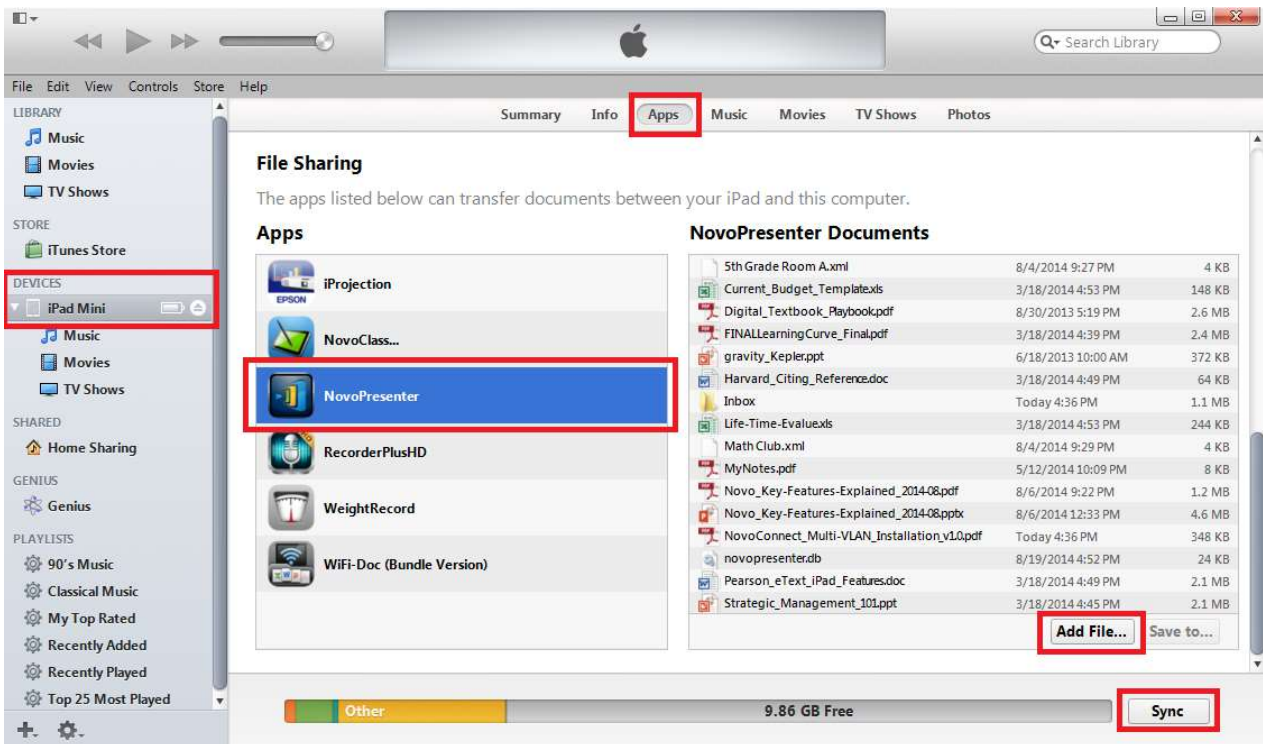 Search Library
File Edit View Controls Store Help
LIBRARY
Music
Movies
TV Shows
STORE
iTunes Store
DEVICES
iPad Mini
Music
Movies
TV Shows
SHARED
Home Sharing
GENIUS
Genius
PLAYLISTS
90's Music
Classical Music
My Top Rated
Recently Added
Recently Played
Top 25 Most Played
Summary Info Apps Music Movies TV Shows Photos
File Sharing
The apps listed below can transfer documents between your iPad and this computer.
Apps
EPSON
iProjection
NovoClass...
NovoPresenter
RecorderPlusHD
WeightRecord
WiFi-Doc (Bundle Version)
NovoPresenter Documents
5th Grade Room A.xml 8/4/2014 9:27 PM 4 KB
Current_Budget_Template.xls 3/18/2014 4:53 PM 148 KB
Digital_Textbook_Playbook.pdf 8/30/2013 5:19 PM 2.6 MB
FINALLearningCurve_Final.pdf 3/18/2014 4:39 PM 2.4 MB
gravity_Kepler.ppt 6/18/2013 10:00 AM 372 KB
Harvard_Citing_Reference.doc 3/18/2014 4:49 PM 64 KB
Inbox Today 4:36 PM 1.1 MB
Life-Time-Evalue.xls 3/18/2014 4:53 PM 244 KB
Math Club.xml 8/4/2014 9:29 PM 4 KB
MyNotes.pdf 5/12/2014 10:09 PM 8 KB
Novo_Key-Features-Explained_2014-08.pdf 8/6/2014 9:22 PM 1.2 MB
Novo_Key-Features-Explained_2014-08.pptx 8/6/2014 12:33 PM 4.6 MB
NovoConnect_Multi-VLAN_Installation_v1.0.pdf Today 4:36 PM 348 KB
novopresenter.db 8/19/2014 4:52 PM 24 KB
Pearson_eText_iPad_Features.doc 3/18/2014 4:49 PM 2.1 MB
Strategic_Management_101.ppt 3/18/2014 4:45 PM 2.1 MB
Add File... Save to...
Other 9.86 GB Free Sync